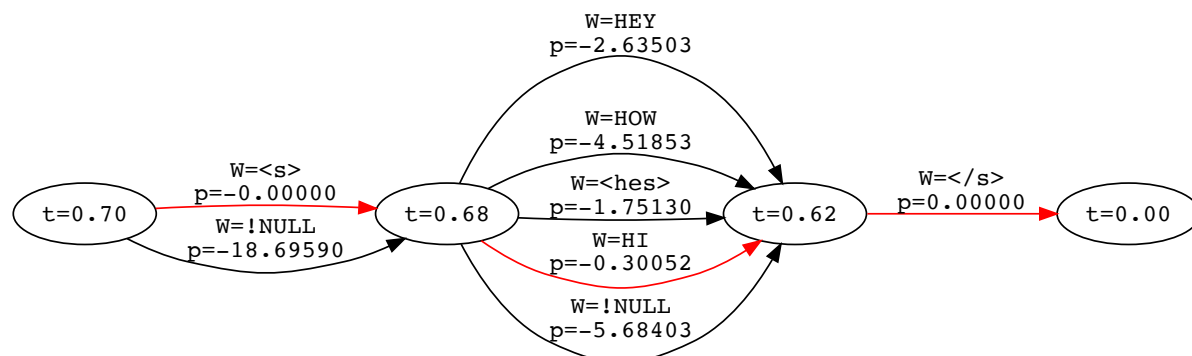 W=HEY
p=-2.63503
W=HOW
p=-4.51853
W=<s>
p=-0.00000
W=<hes>
p=-1.75130
W=</s>
p=0.00000
t=0.70
t=0.68
t=0.62
t=0.00
W=!NULL
p=-18.69590
W=HI
p=-0.30052
W=!NULL
p=-5.68403